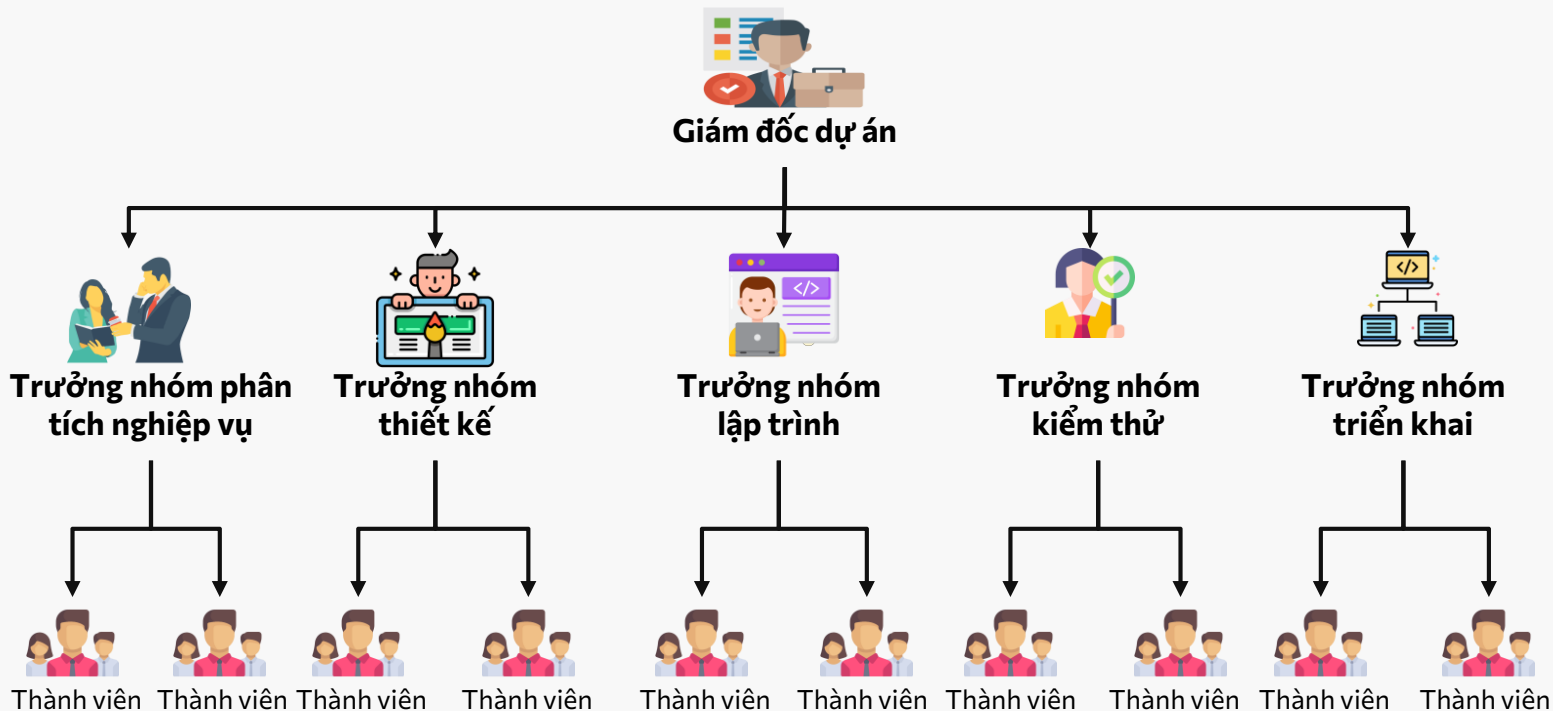 Giám đốc dự án
Trưởng nhóm phân
tích nghiệp vụ
Trưởng nhóm
thiết kế
Trưởng nhóm
lập trình
Trưởng nhóm
kiểm thử
Trưởng nhóm
triển khai
Thành viên
Thành viên
Thành viên
Thành viên
Thành viên
Thành viên
Thành viên
Thành viên
Thành viên
Thành viên